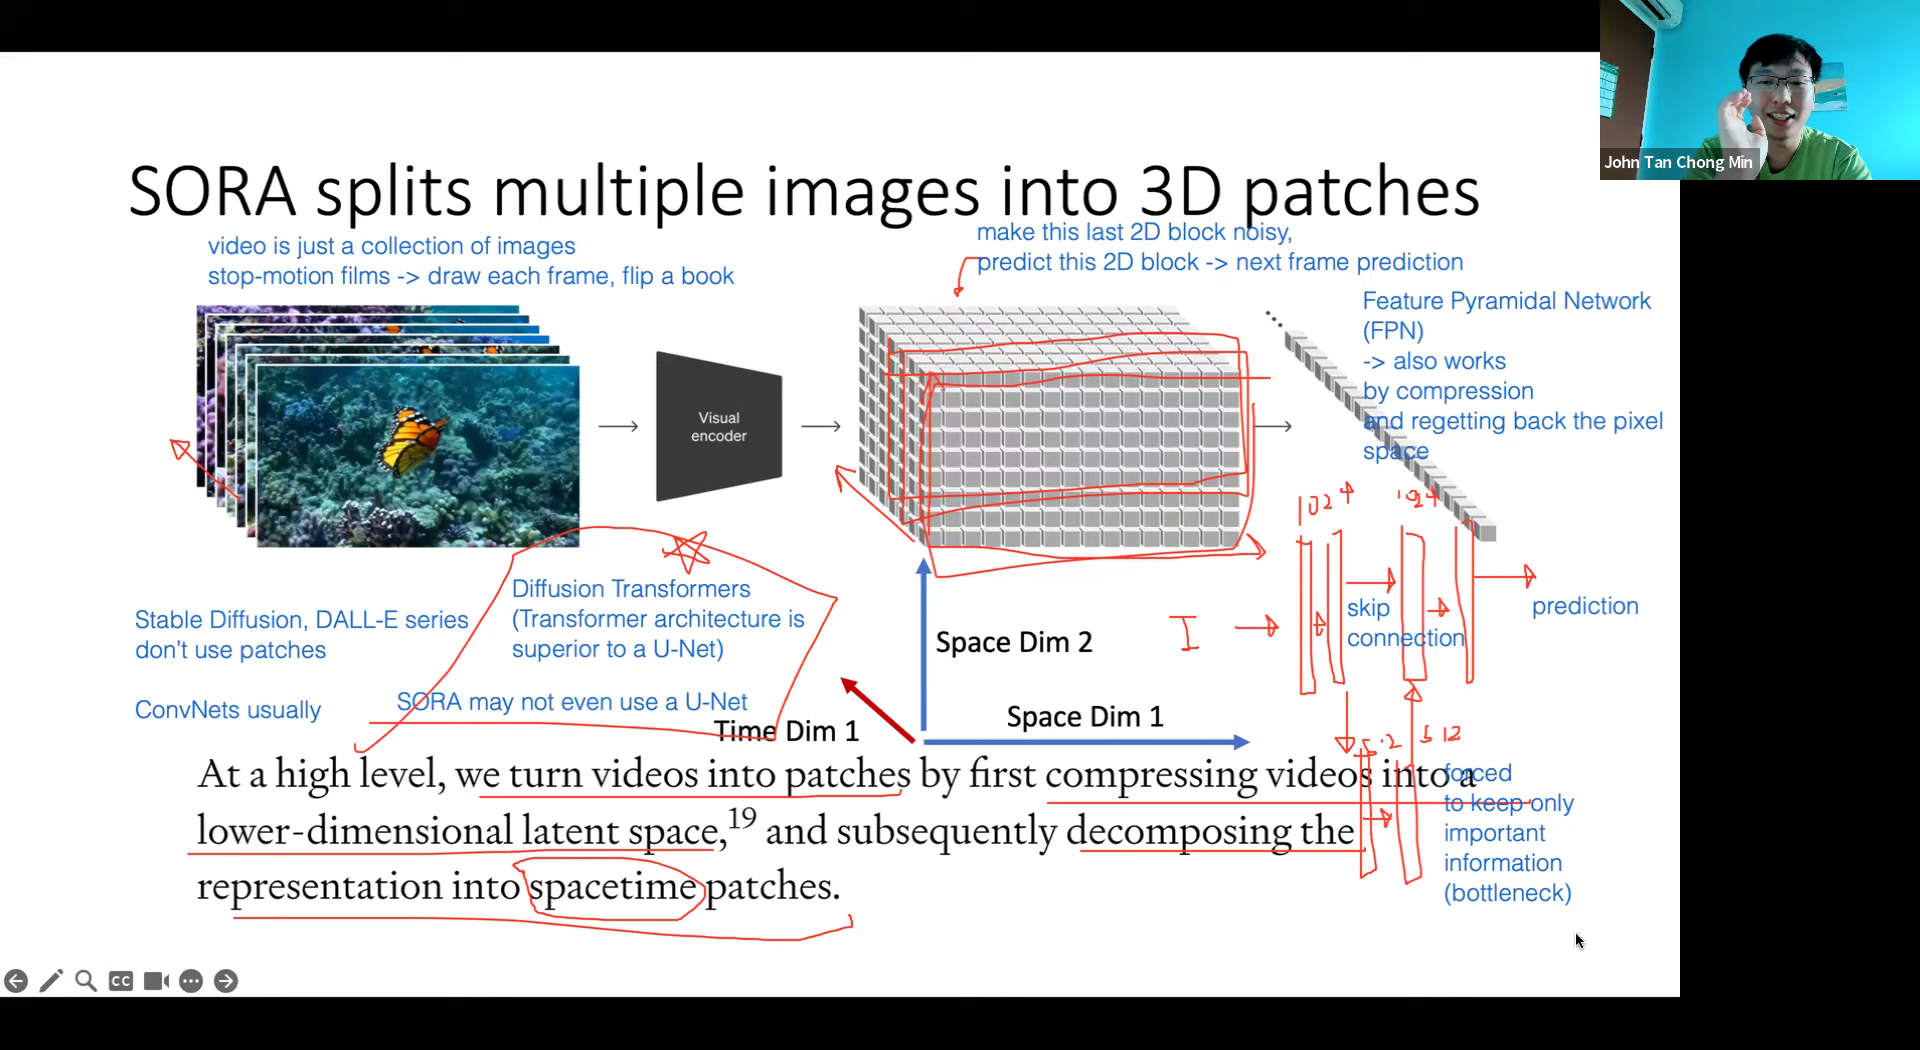 John Tan Chong Min
SORA splits multiple images into 3D patches
video is just a collection of images
stop-motion films -> draw each frame, flip a book
make this last 2D block noisy,
predict this 2D block -> next frame prediction
Feature Pyramidal Network
(FPN)
-> also works
by compression
and regetting back the pixel
space
Visual
encoder
1024
1024
Diffusion Transformers
(Transformer architecture is
superior to a U-Net)
Stable Diffusion, DALL-E series
don't use patches
ConvNets usually
SORA may not even use a U-Net
Space Dim 2
Space Dim 1
Time Dim 1
I
skip
connection
prediction
512
512
At a high level, we turn videos into patches by first compressing videos into a
lower-dimensional latent space,19 and subsequently decomposing the
representation into spacetime patches.
forced
to keep only
important
information
(bottleneck)
CC